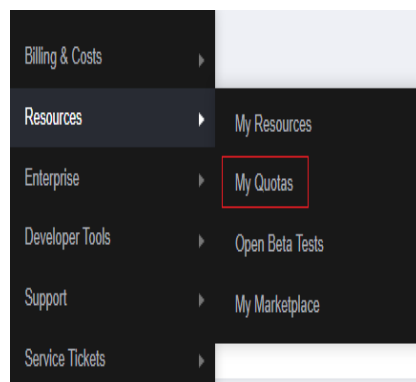 Billing & Costs
Resources
Enterprise
Developer Tools
Support
Service Tickets
My Resources
My Quotas
Open Beta Tests
My Marketplace